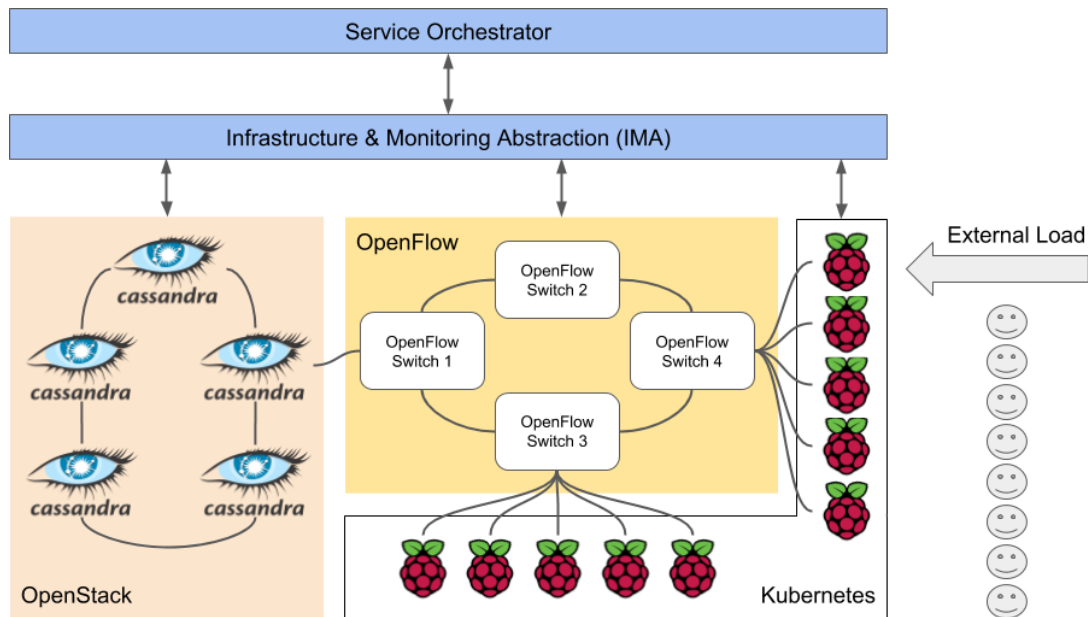 Service Orchestrator
Infrastructure & Monitoring Abstraction (IMA)
OpenFlow
External Load
OpenFlow
Switch 2
cassandra
OpenFlow
Switch 1
OpenFlow
Switch 4
cassandra
cassandra
OpenFlow
Switch 3
cassandra
cassandra
OpenStack
Kubernetes